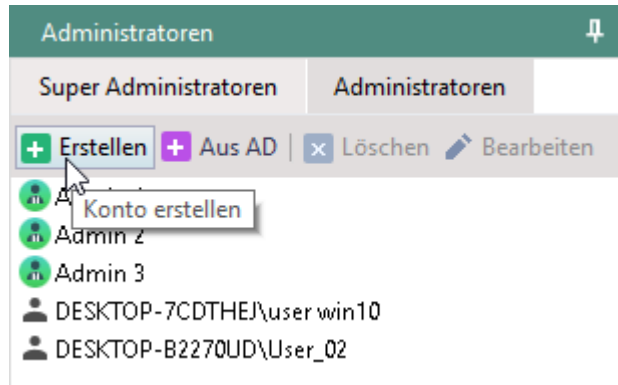 Administratoren
Super Administratoren Administratoren
Erstellen Aus AD | Löschen Bearbeiten
Konto erstellen
Admin 2
Admin 3
DESKTOP-7CDTHEJ\user win10
DESKTOP-B2270UD\User_02